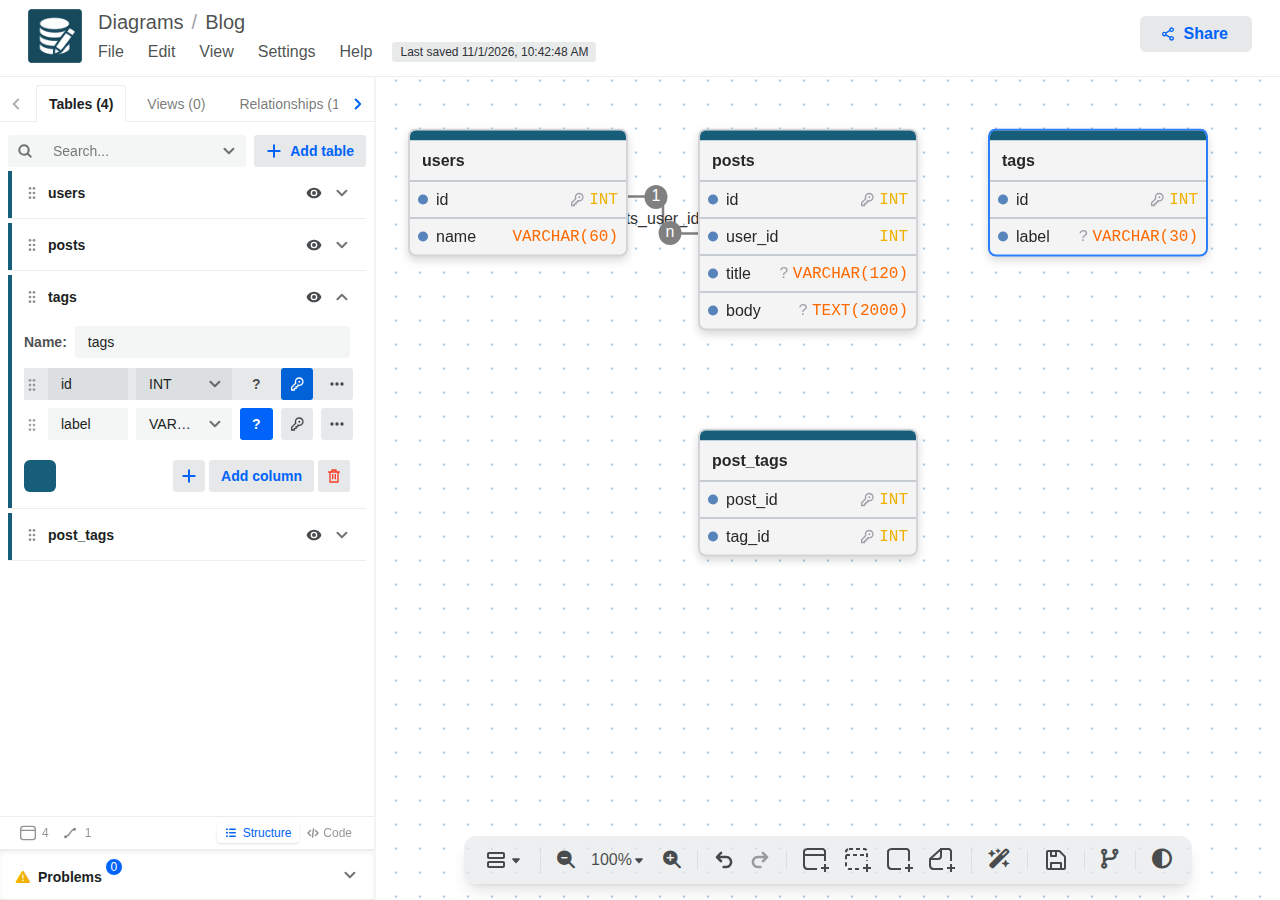 Diagrams / Blog
File Edit View Settings Help Last saved 11/1/2026, 10:42:48 AM
Share
Tables (4) Views (0) Relationships (1
Search... Add table
users
posts
tags
Name: tags
id INT ?
label VAR... ?
Add column
post_tags
4 1 Structure Code
Problems 0
users
id INT
name VARCHAR(60)
1
ts_user_id
n
posts
id INT
user_id INT
title ? VARCHAR(120)
body ? TEXT(2000)
tags
id INT
label ? VARCHAR(30)
post_tags
post_id INT
tag_id INT
100%